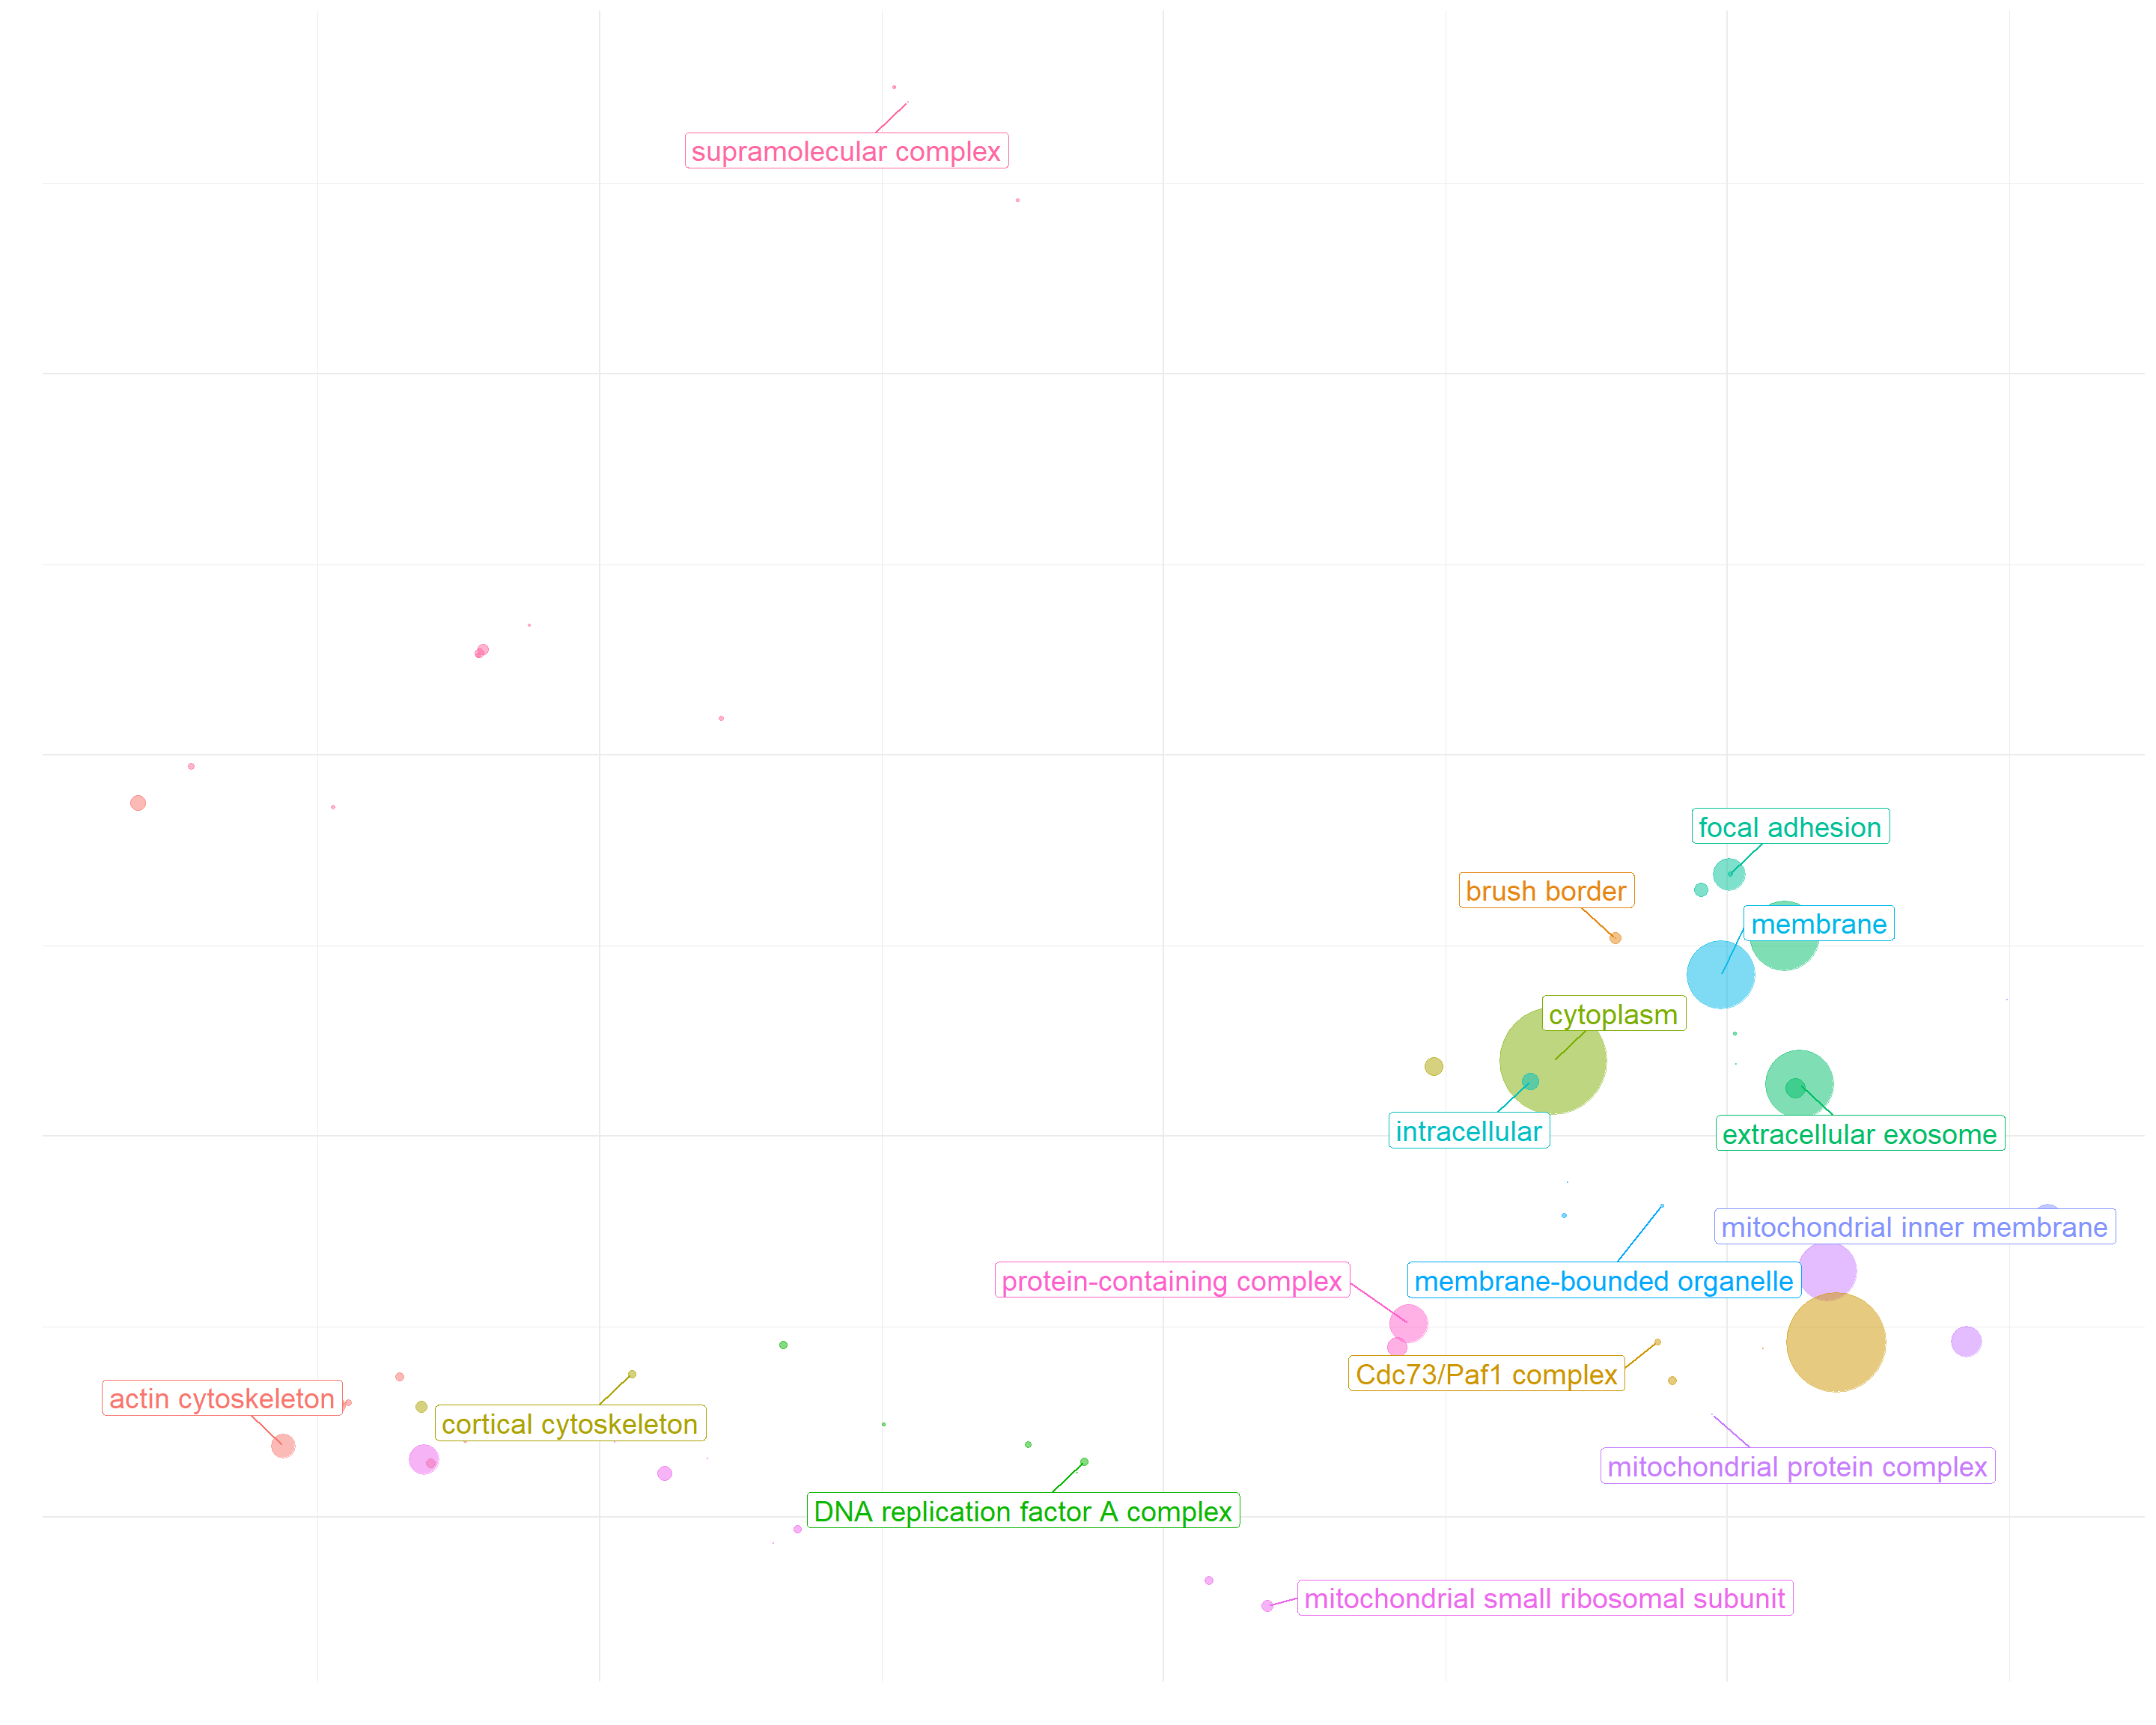 supramolecular complex
focal adhesion
brush border
membrane
cytoplasm
intracellular
extracellular exosome
mitochondrial inner membrane
protein-containing complex
membrane-bounded organelle
Cdc73/Paf1 complex
actin cytoskeleton
cortical cytoskeleton
mitochondrial protein complex
DNA replication factor A complex
mitochondrial small ribosomal subunit